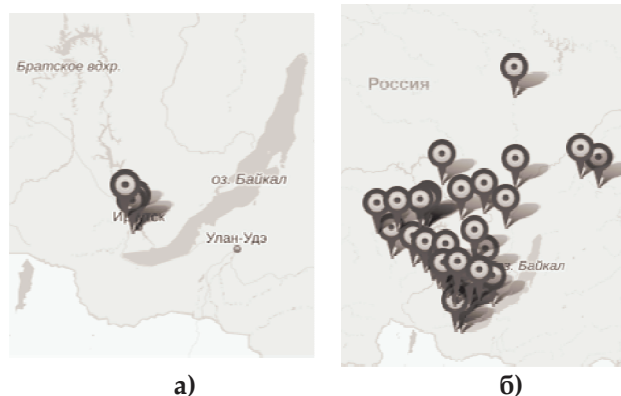 Братское вдхр.
оз. Байкал
Улан-Удэ
Россия
Байкал
а)
б)